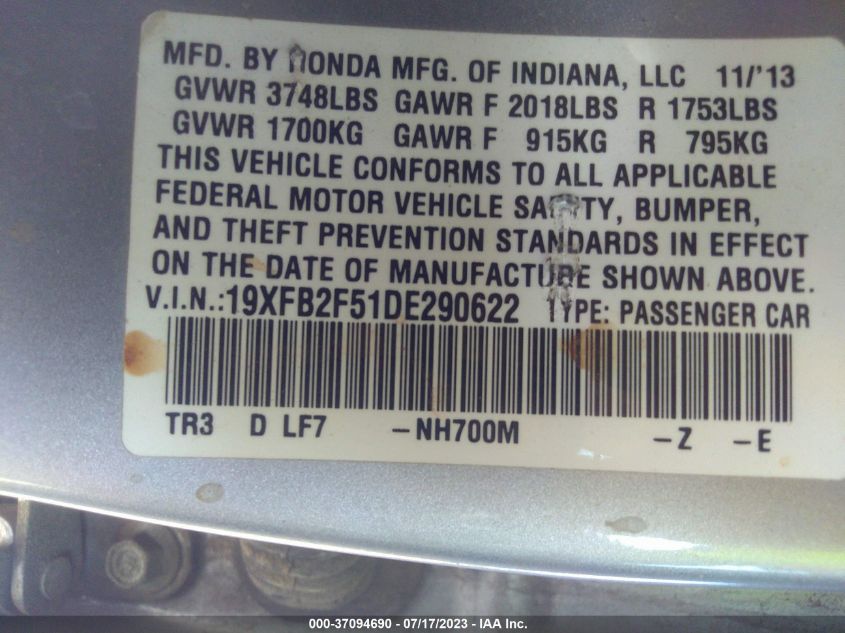 MFD. BY HONDA MFG. OF INDIANA, LLC 11/'13
GVWR 3748LBS GAWR F 2018LBS R 1753LBS
GVWR 1700KG GAWR F 915KG R 795KG
THIS VEHICLE CONFORMS TO ALL APPLICABLE
FEDERAL MOTOR VEHICLE SAFETY, BUMPER,
AND THEFT PREVENTION STANDARDS IN EFFECT
ON THE DATE OF MANUFACTURE SHOWN ABOVE.
V.I.N.:19XFB2F51DE290622 TYPE: PASSENGER CAR
TR3 D LF7 -NH700M -Z -E
000-37094690 - 07/17/2023 - IAA Inc.